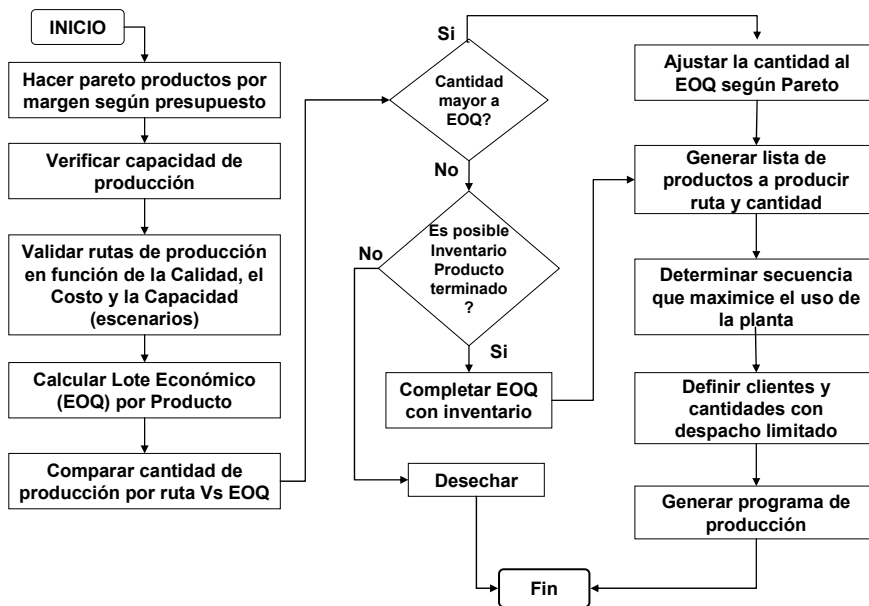 INICIO
Hacer pareto productos por
margen según presupuesto
Verificar capacidad de
producción
Validar rutas de producción
en función de la Calidad, el
Costo y la Capacidad
(escenarios)
Calcular Lote Económico
(EOQ) por Producto
Comparar cantidad de
producción por ruta Vs EOQ
Si
Cantidad
mayor a
EOQ?
No
No
Es posible
Inventario
Producto
terminado
?
Si
Completar EOQ
con inventario
Desechar
Fin
Ajustar la cantidad al
EOQ según Pareto
Generar lista de
productos a producir
ruta y cantidad
Determinar secuencia
que maximice el uso de
la planta
Definir clientes y
cantidades con
despacho limitado
Generar programa de
producción